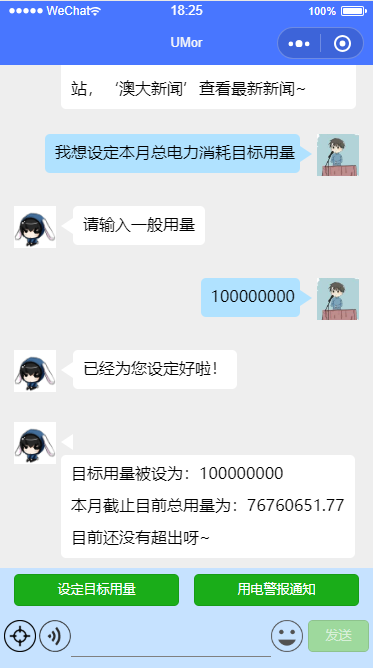 WeChat 18:25 100%
UMor
站，‘澳大新闻’查看最新新闻~
我想设定本月总电力消耗目标用量
请输入一般用量
100000000
已经为您设定好啦！
目标用量被设为：100000000
本月截止目前总用量为：76760651.77
目前还没有超出呀~
设定目标用量 用电警报通知
发送